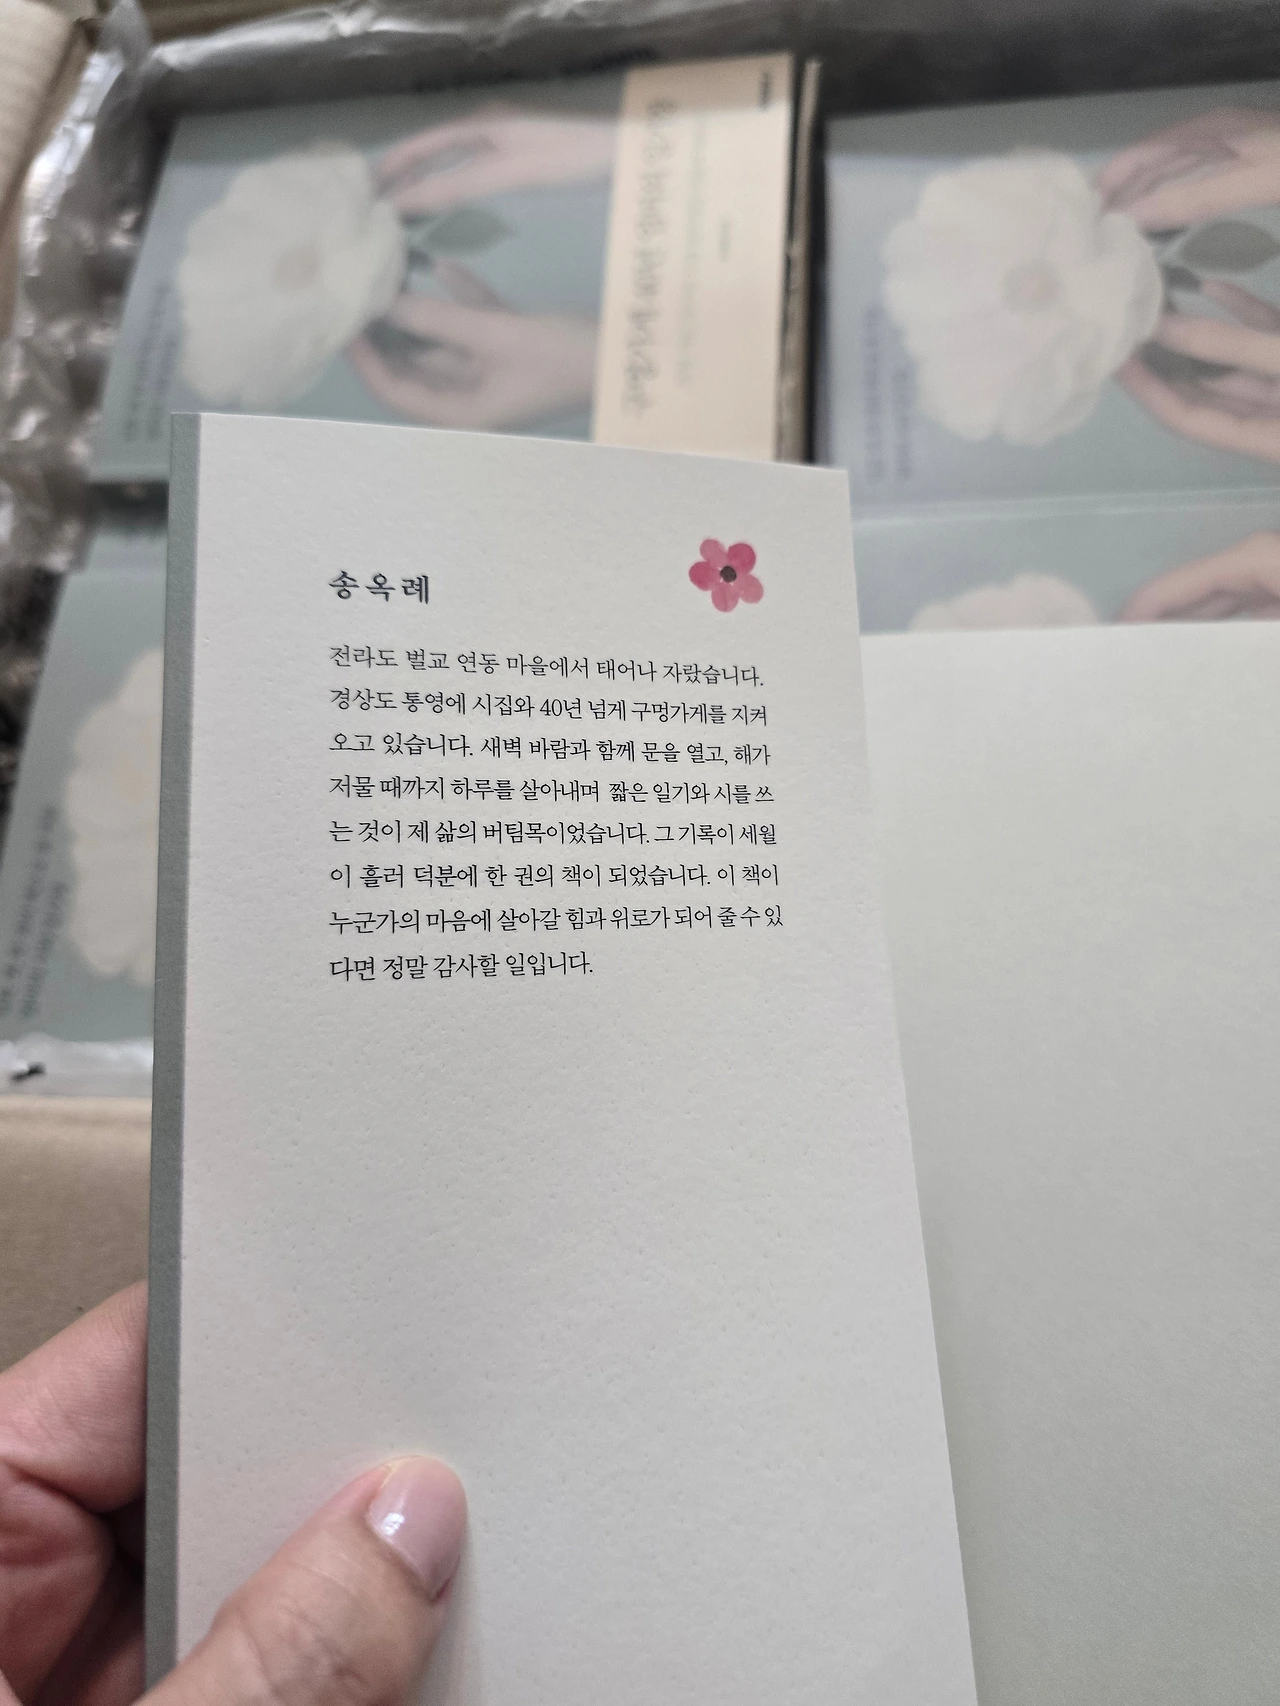 송옥례
전라도 벌교 연동 마을에서 태어나 자랐습니다.
경상도 통영에 시집와 40년 넘게 구멍가게를 지켜
오고 있습니다. 새벽 바람과 함께 문을 열고, 해가
저물 때까지 하루를 살아내며 짧은 일기와 시를 쓰
는 것이 제 삶의 버팀목이었습니다. 그 기록이 세월
이 흘러 덕분에 한 권의 책이 되었습니다. 이 책이
누군가의 마음에 살아갈 힘과 위로가 되어 줄 수 있
다면 정말 감사할 일입니다.